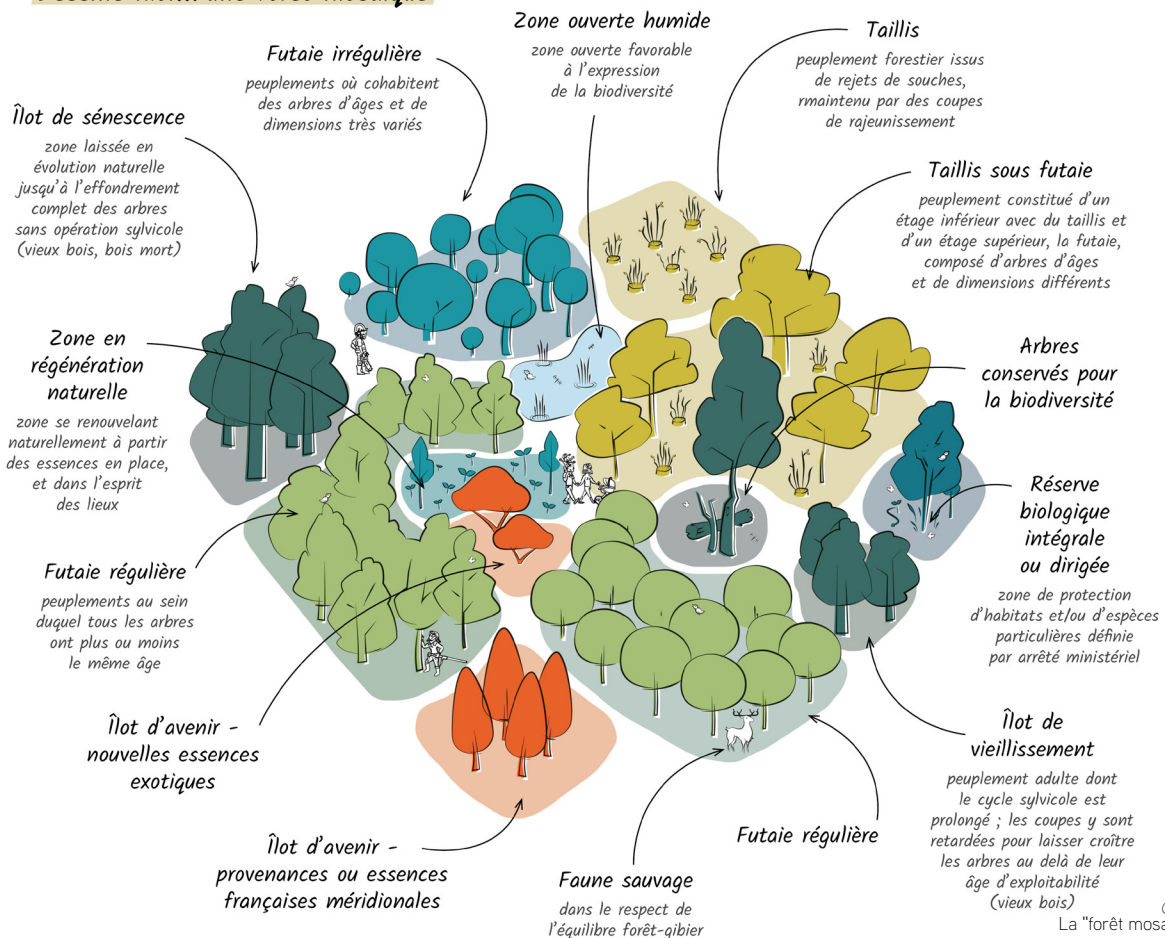 Futaie irrégulière
peuplements où cohabitent
des arbres d'âges et de
dimensions très variés
Zone ouverte humide
zone ouverte favorable
à l'expression
de la biodiversité
Taillis
peuplement forestier issus
de rejets de souches,
rmaintenu par des coupes
de rajeunissement
Îlot de sénescence
zone laissée en
évolution naturelle
jusqu'à l'effondrement
complet des arbres
sans opération sylvicole
(vieux bois, bois mort)
Taillis sous futaie
peuplement constitué d'un
étage inférieur avec du taillis et
d'un étage supérieur, la futaie,
composé d'arbres d'âges
et de dimensions différents
Zone en
régénération
naturelle
zone se renouvelant
naturellement à partir
des essences en place,
et dans l'esprit
des lieux
Arbres
conservés pour
la biodiversité
Réserve
biologique
intégrale
ou dirigée
zone de protection
d'habitats et/ou d'espèces
particulières définie
par arrêté ministériel
Futaie régulière
peuplements au sein
duquel tous les arbres
ont plus ou moins
le même âge
Îlot d'avenir -
nouvelles essences
exotiques
Îlot d'avenir -
provenances ou essences
françaises méridionales
Faune sauvage
dans le respect de
l'équilibre forêt-gibier
Futaie régulière
Îlot de
vieillissement
peuplement adulte dont
le cycle sylvicole est
prolongé ; les coupes y sont
retardées pour laisser croître
les arbres au delà de leur
âge d'exploitabilité
(vieux bois)
La "forêt mosa